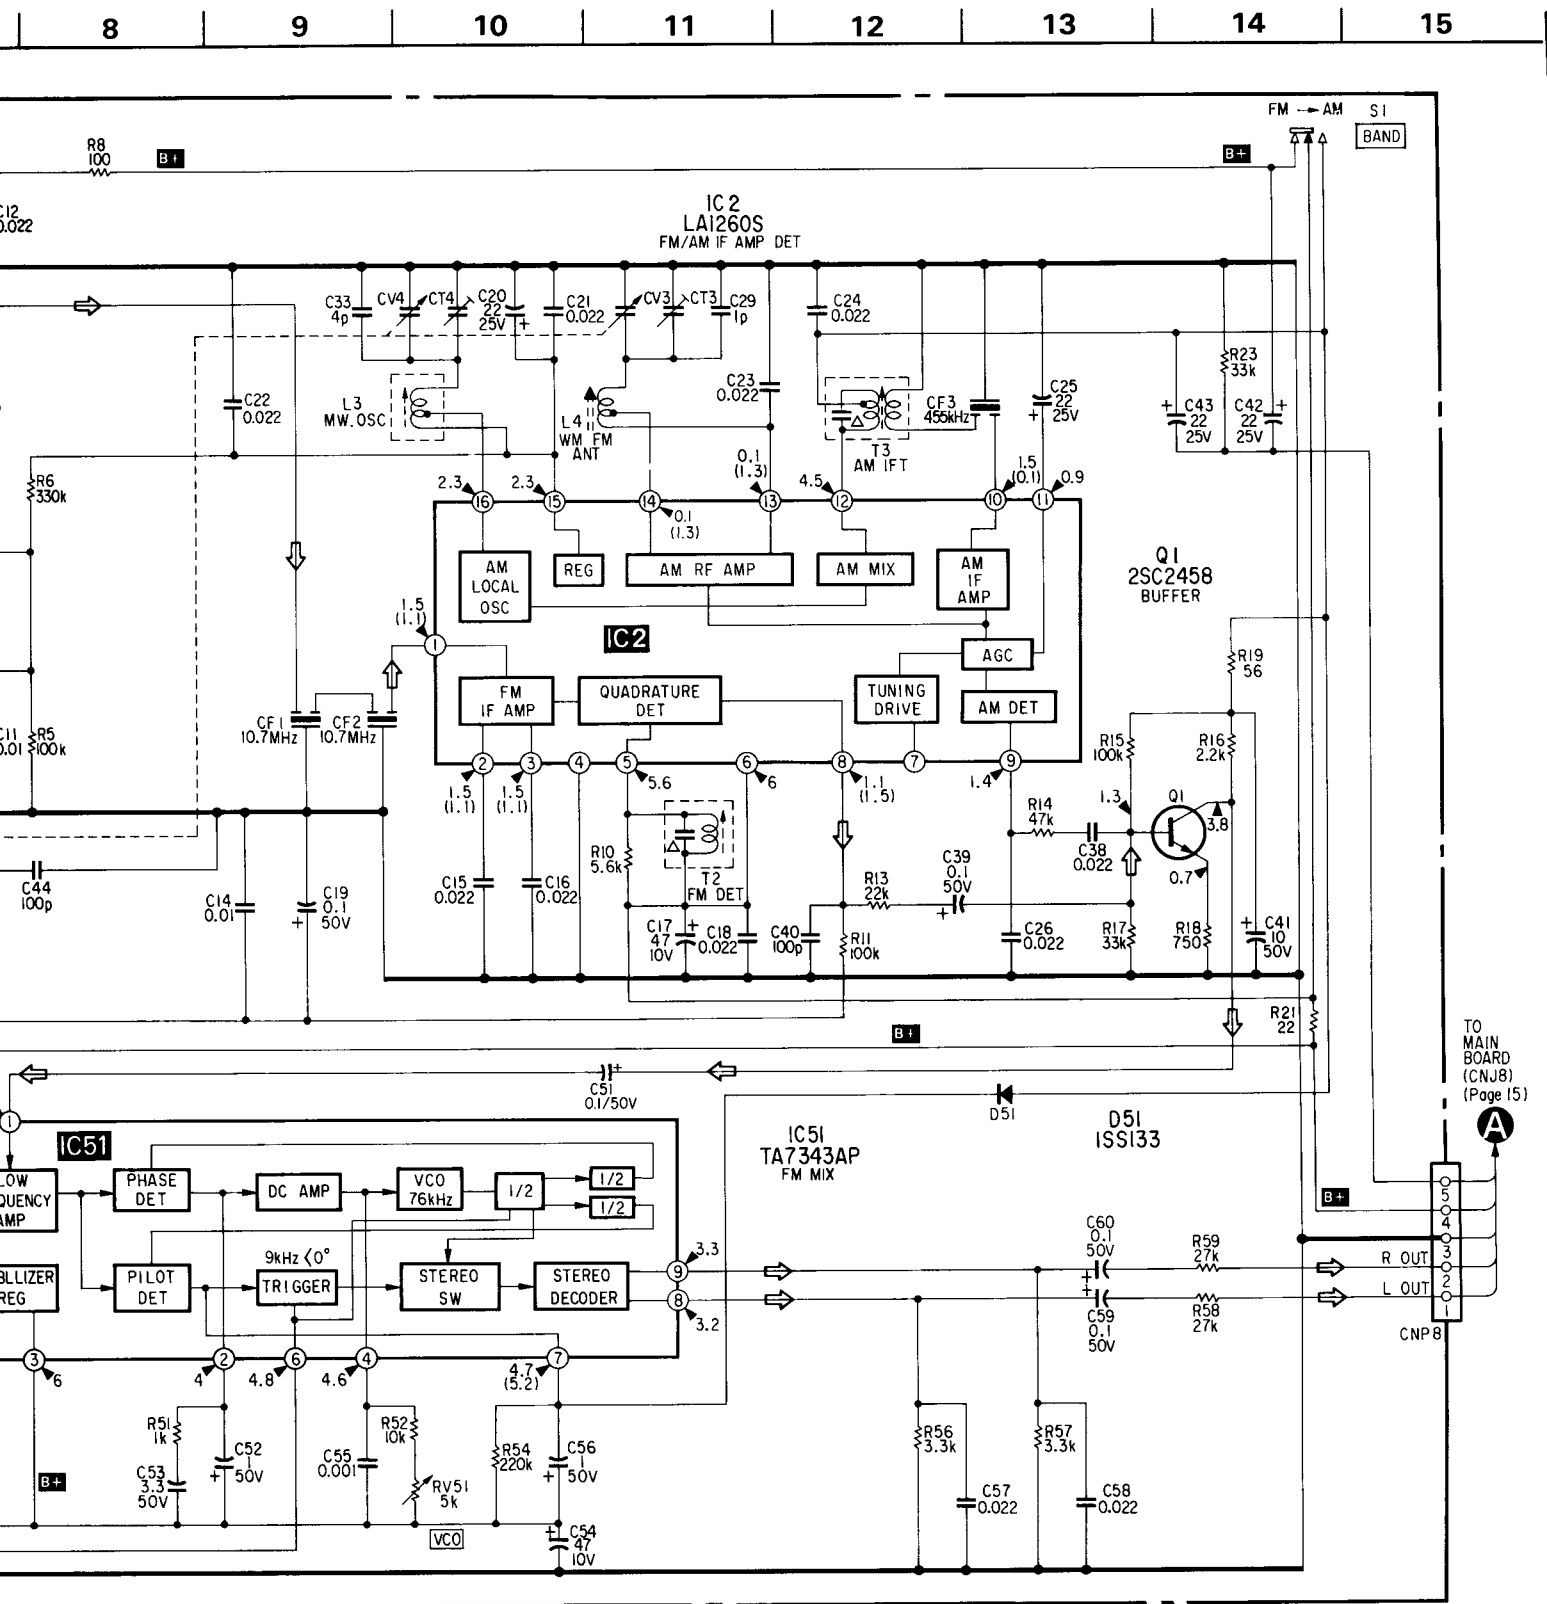 8 9 10 11 12 13 14 15
FM → AM S1
BAND
R8
100
B+
B+
C12
0.022
IC2
LA1260S
FM/AM IF AMP DET
C33
4p
CV4
CT4
C20
22
25V
+
C21
0.022
CV3
CT3
C29
1p
C24
0.022
R23
33k
C22
0.022
L3
MW.OSC
L4
WM FM
ANT
C23
0.022
T3
AM IFT
CF3
455kHz
C25
22
25V
+
+
C43
22
25V
C42
22
25V
+
R6
330k
2.3
16
2.3
15
14
0.1
(1.3)
0.1
(1.3)
13
4.5
12
10
1.5
(0.1)
11
0.9
AM
LOCAL
OSC
REG
AM RF AMP
AM MIX
AM
IF
AMP
Q1
2SC2458
BUFFER
1.5
(1.1)
1
IC2
AGC
FM
IF AMP
QUADRATURE
DET
TUNING
DRIVE
AM DET
R19
56
C11
0.01
R5
100k
CF1
10.7MHz
CF2
10.7MHz
R15
100k
R16
2.2k
2
1.5
(1.1)
3
1.5
(1.1)
4
5
5.6
6
6
8
1.1
(1.5)
7
9
1.4
1.3
Q1
3.8
0.7
R14
47k
C38
0.022
R10
5.6k
T2
FM DET
C44
100p
C14
0.01
C19
0.1
50V
+
C15
0.022
C16
0.022
C17
47
10V
+
C18
0.022
C40
100p
R13
22k
R11
100k
C39
0.1
50V
+
C26
0.022
R17
33k
R18
750
+
C41
10
50V
R21
22
B+
TO
MAIN
BOARD
(CNJ8)
(Page 15)
A
C51
0.1/50V
+
D51
D51
1SS133
1
IC51
IC51
TA7343AP
FM MIX
LOW
QUENCY
AMP
PHASE
DET
DC AMP
VCO
76kHz
1/2
1/2
1/2
BLLIZER
REG
PILOT
DET
9kHz <0°
TRIGGER
STEREO
SW
STEREO
DECODER
9
3.3
8
3.2
C60
0.1
50V
+
R59
27k
+
C59
0.1
50V
R58
27k
B+
R OUT
L OUT
5
4
3
2
1
CNP8
3
6
2
4
6
4.8
4
4.6
7
4.7
(5.2)
R51
1k
C53
3.3
50V
C52
1
50V
+
C55
0.001
R52
10k
RV51
5k
VCO
R54
220k
C56
1
50V
+
C54
47
10V
+
R56
3.3k
C57
0.022
R57
3.3k
C58
0.022
B+